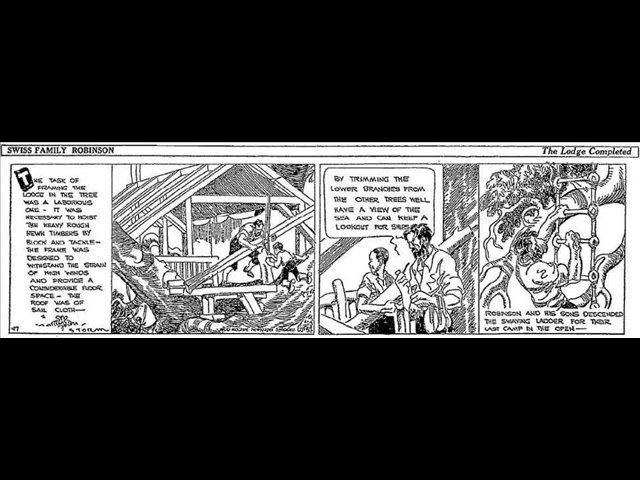 SWISS FAMILY ROBINSON
The Lodge Completed
THE TASK OF
FRAMING THE
LODGE IN THE TREE
WAS A LABORIOUS
ONE - IT WAS
NECESSARY TO HOIST
THE HEAVY ROUGH
HEWN TIMBERS BY
BLOCK AND TACKLE—
THE FRAME WAS
DESIGNED TO
WITHSTAND THE STRAIN
OF HIGH WINDS
AND PROVIDE A
CONSIDERABLE FLOOR
SPACE - THE
ROOF WAS OF
SAIL CLOTH—
47
STORM
BY TRIMMING THE
LOWER BRANCHES FROM
THE OTHER TREES WELL
HAVE A VIEW OF THE
SEA AND CAN KEEP A
LOOKOUT FOR SHIPS
ROBINSON AND HIS SONS DESCENDED
THE SWAYING LADDER FOR THEIR
LAST CAMP IN THE OPEN—